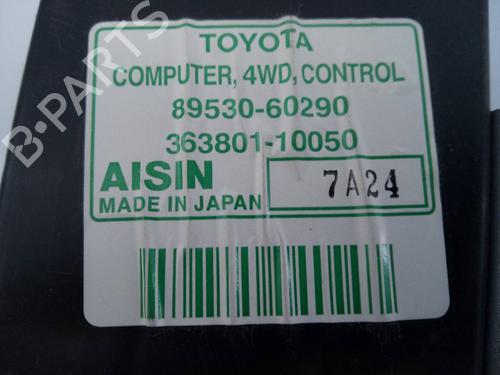 TOYOTA
COMPUTER, 4WD, CONTROL
89530-60290
363801-10050
AISIN
MADE IN JAPAN
7A24
B-PARTS